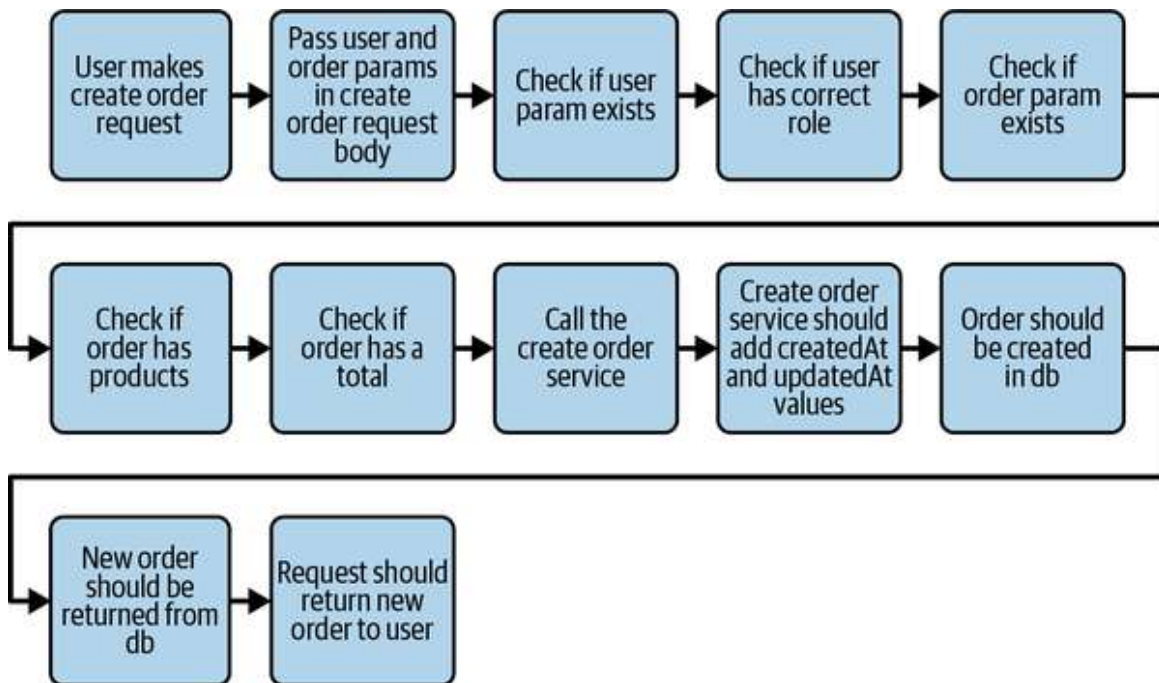 User makes
create order
request
Pass user and
order params
in create
order request
body
Check if user
param exists
Check if user
has correct
role
Check if
order param
exists
Check if
order has
products
Check if
order has a
total
Call the
create order
service
Create order
service should
add createdAt
and updatedAt
values
Order should
be created
in db
New order
should be
returned from
db
Request should
return new
order to user